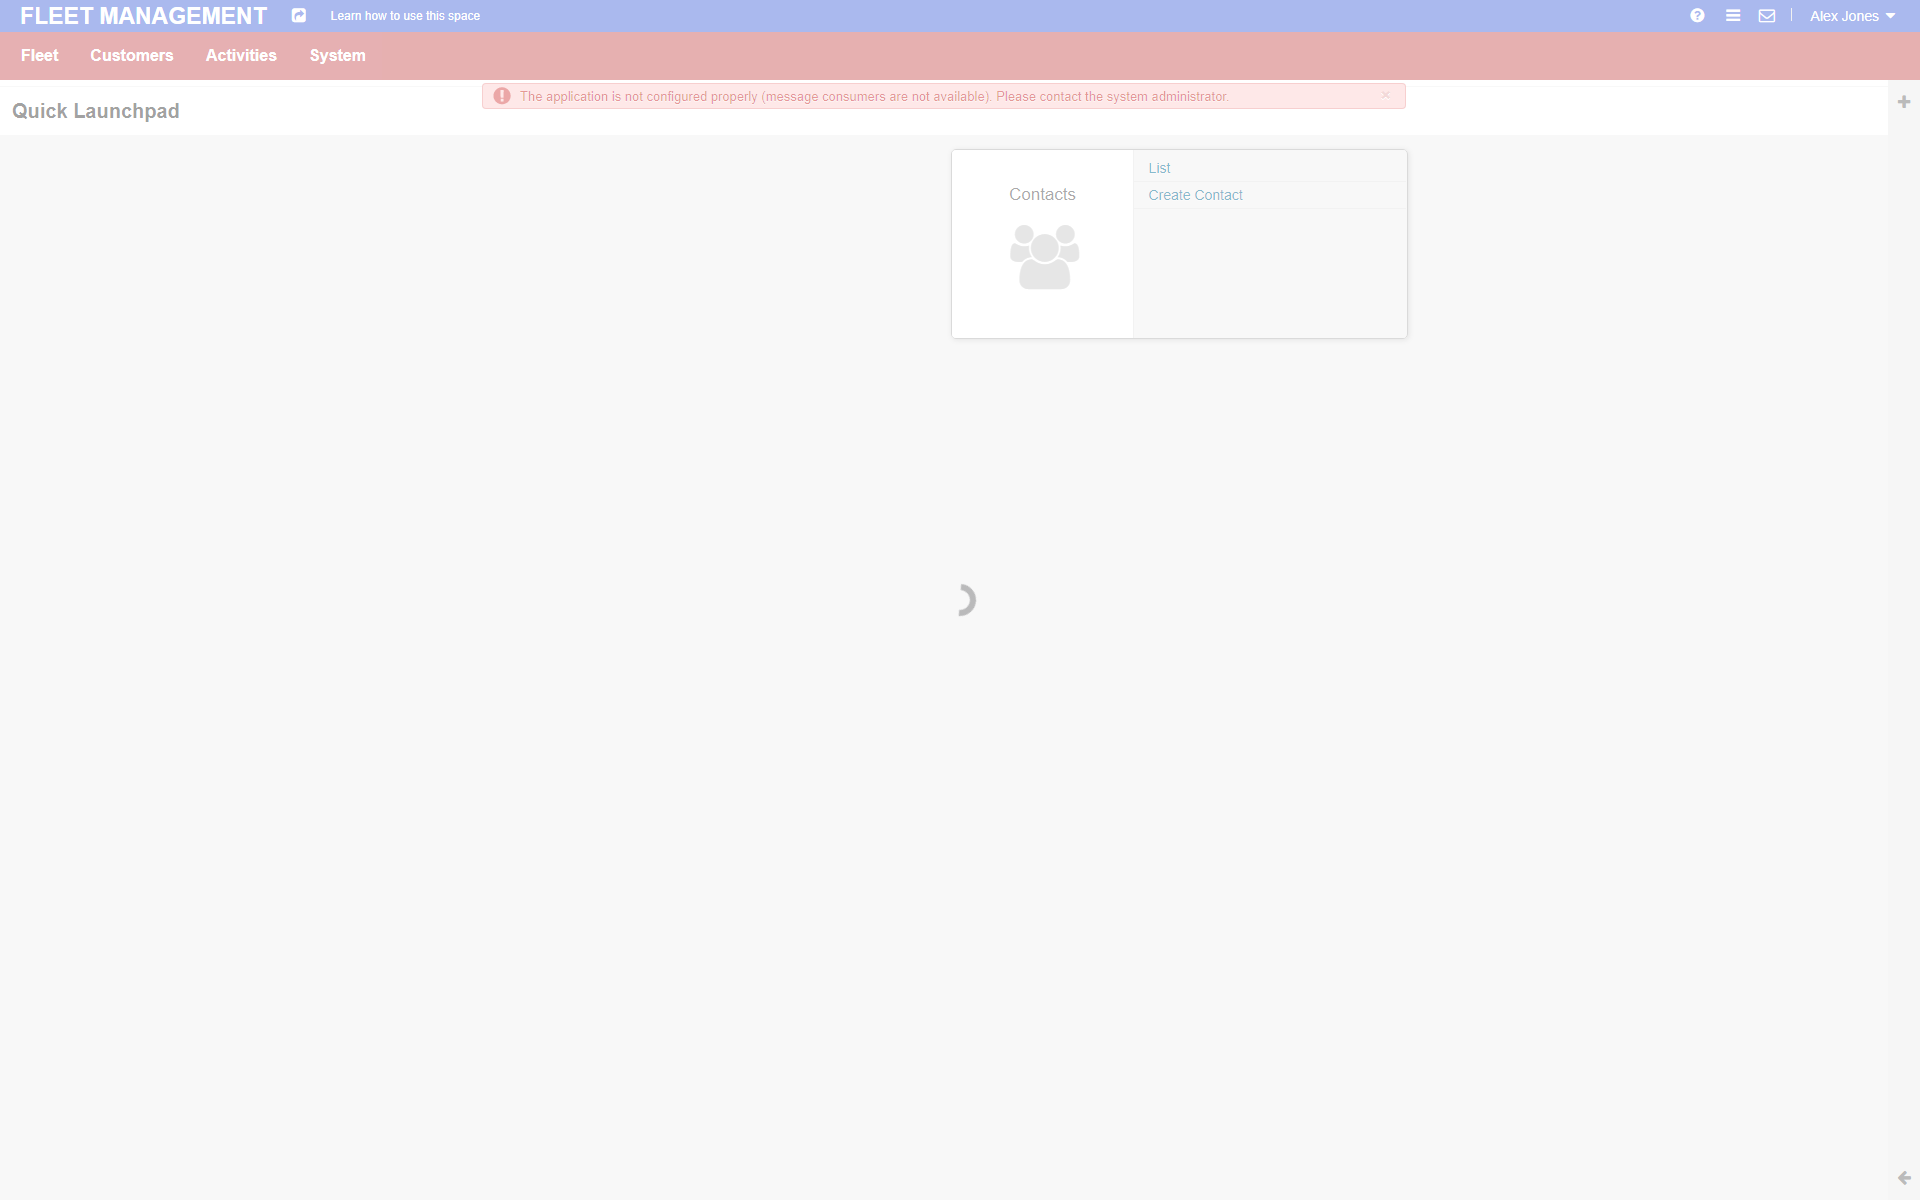 FLEET MANAGEMENT
Learn how to use this space
Alex Jones
Fleet Customers Activities System
The application is not configured properly (message consumers are not available). Please contact the system administrator.
×
Quick Launchpad
Contacts
List
Create Contact